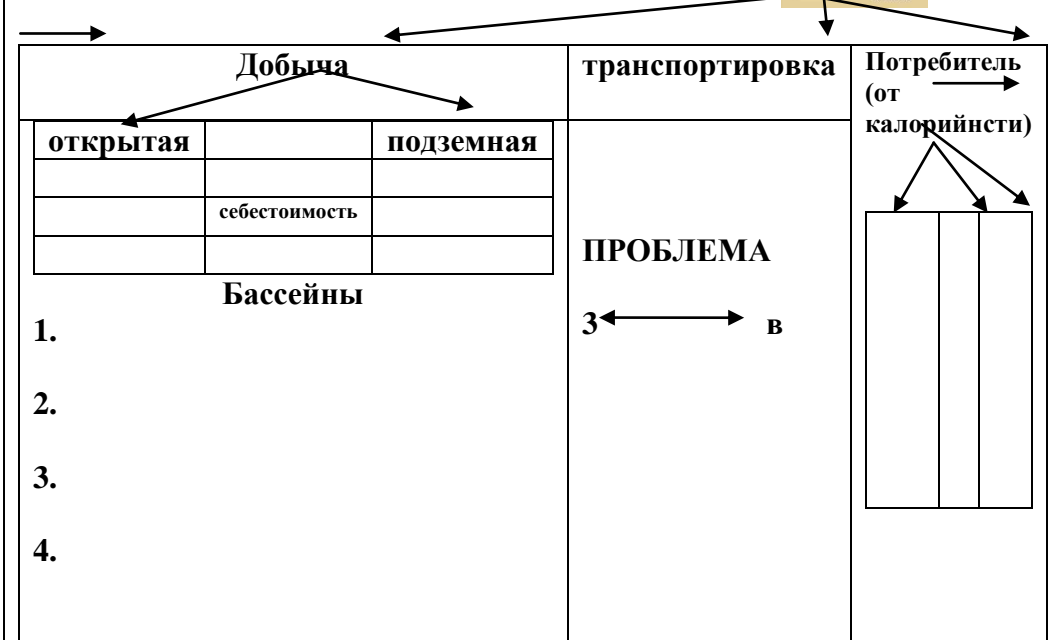 Добыча
транспортировка
Потребитель
(от
калорийнсти)
открытая
подземная
себестоимость
ПРОБЛЕМА
Бассейны
3 в
1.
2.
3.
4.